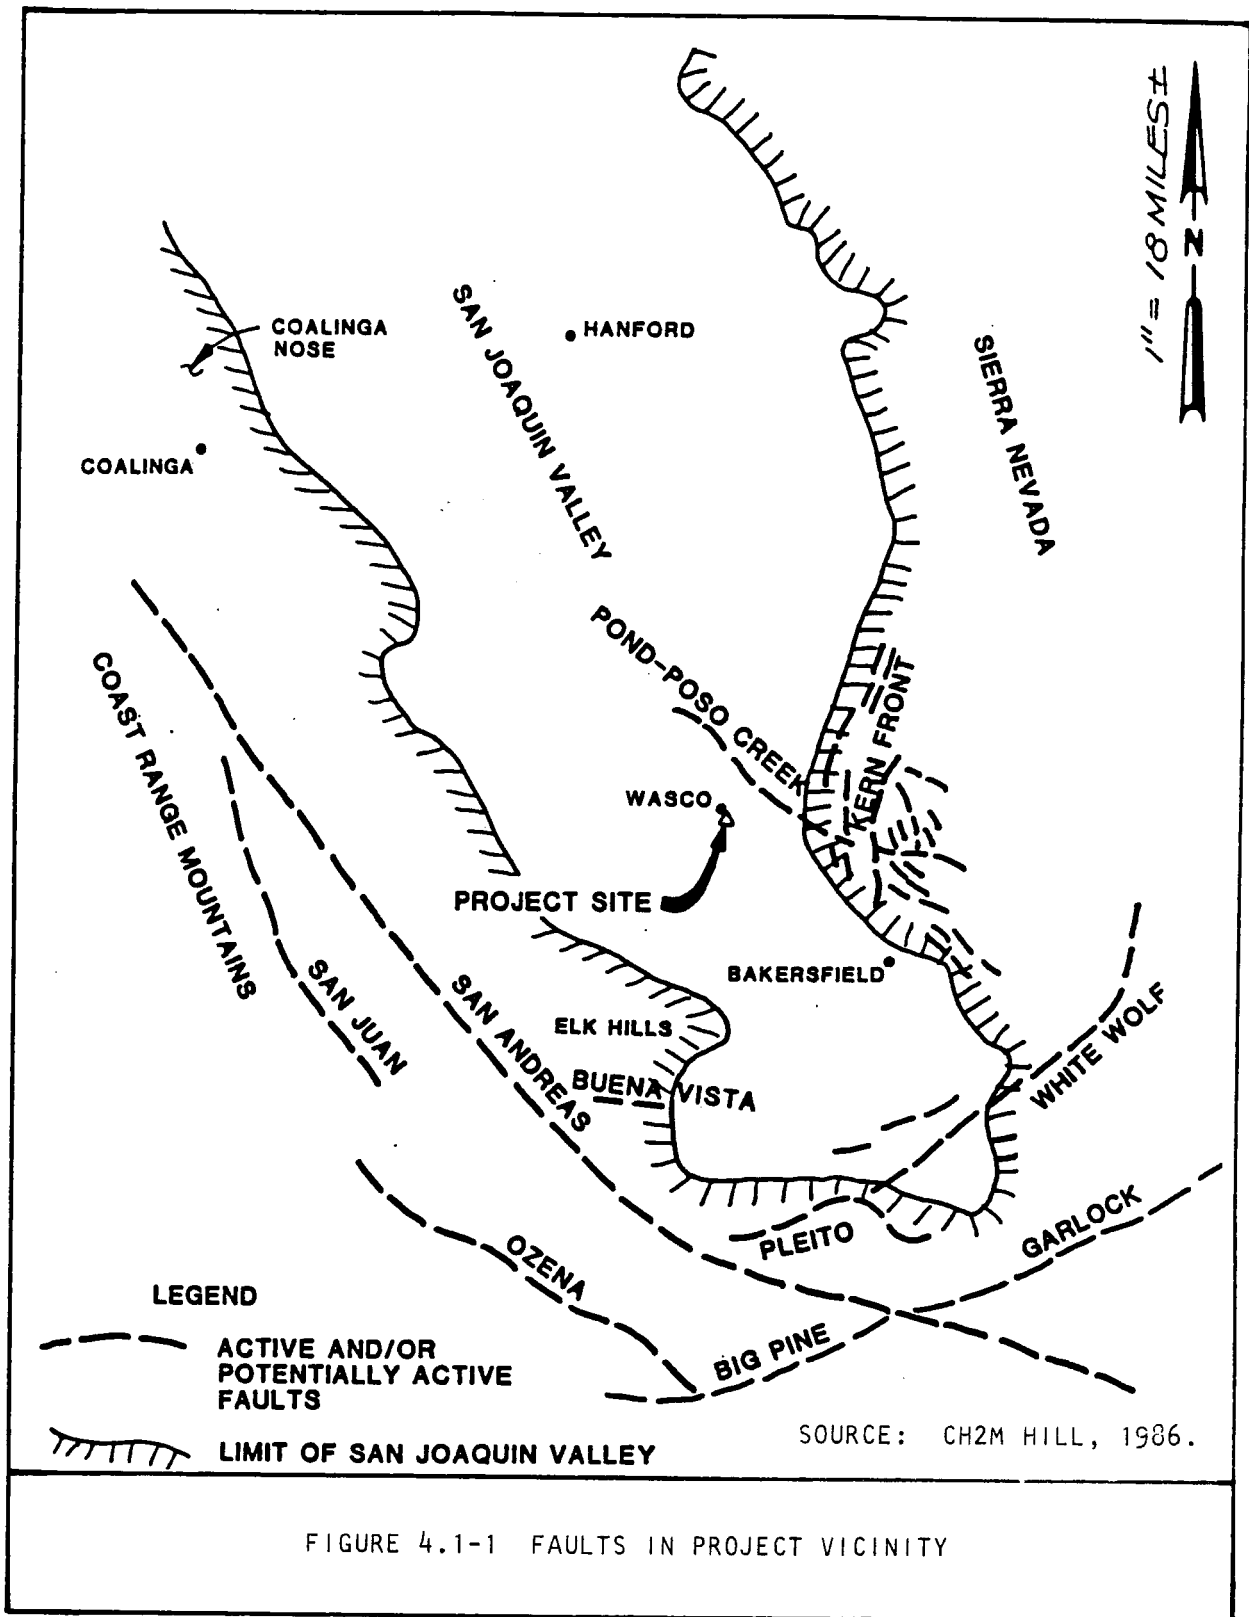 1" = 18 MILES±
N
COALINGA
NOSE
HANFORD
SAN JOAQUIN VALLEY
SIERRA NEVADA
COALINGA
POND-POSO CREEK
KERN FRONT
COAST RANGE MOUNTAINS
WASCO
PROJECT SITE
BAKERSFIELD
SAN JUAN
SAN ANDREAS
ELK HILLS
BUENA VISTA
WHITE WOLF
PLEITO
GARLOCK
OZENA
BIG PINE
LEGEND
ACTIVE AND/OR
POTENTIALLY ACTIVE
FAULTS
LIMIT OF SAN JOAQUIN VALLEY
SOURCE: CH2M HILL, 1986.
FIGURE 4.1-1 FAULTS IN PROJECT VICINITY